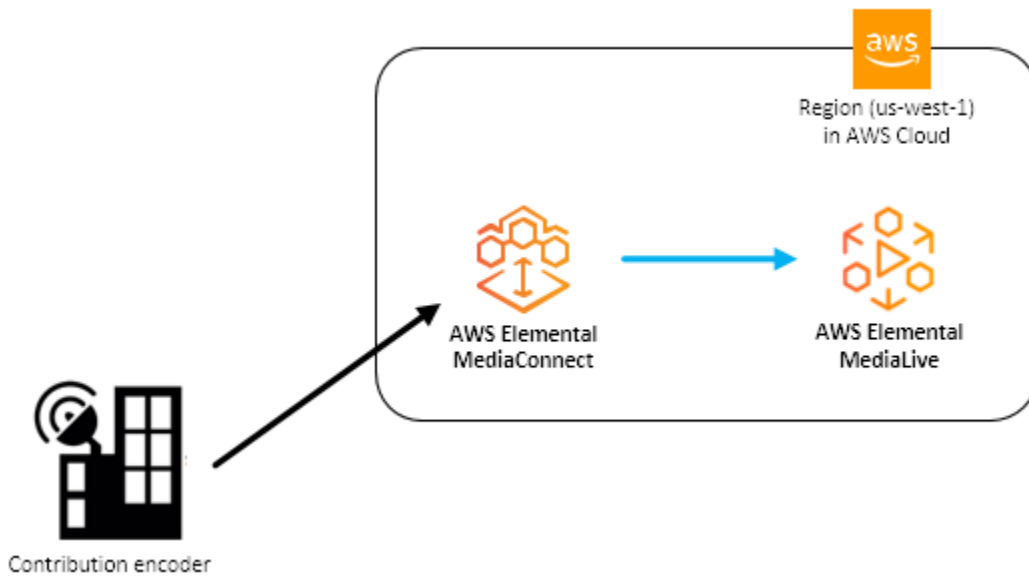 aws
Region (us-west-1)
in AWS Cloud
AWS Elemental
MediaConnect
AWS Elemental
MediaLive
Contribution encoder